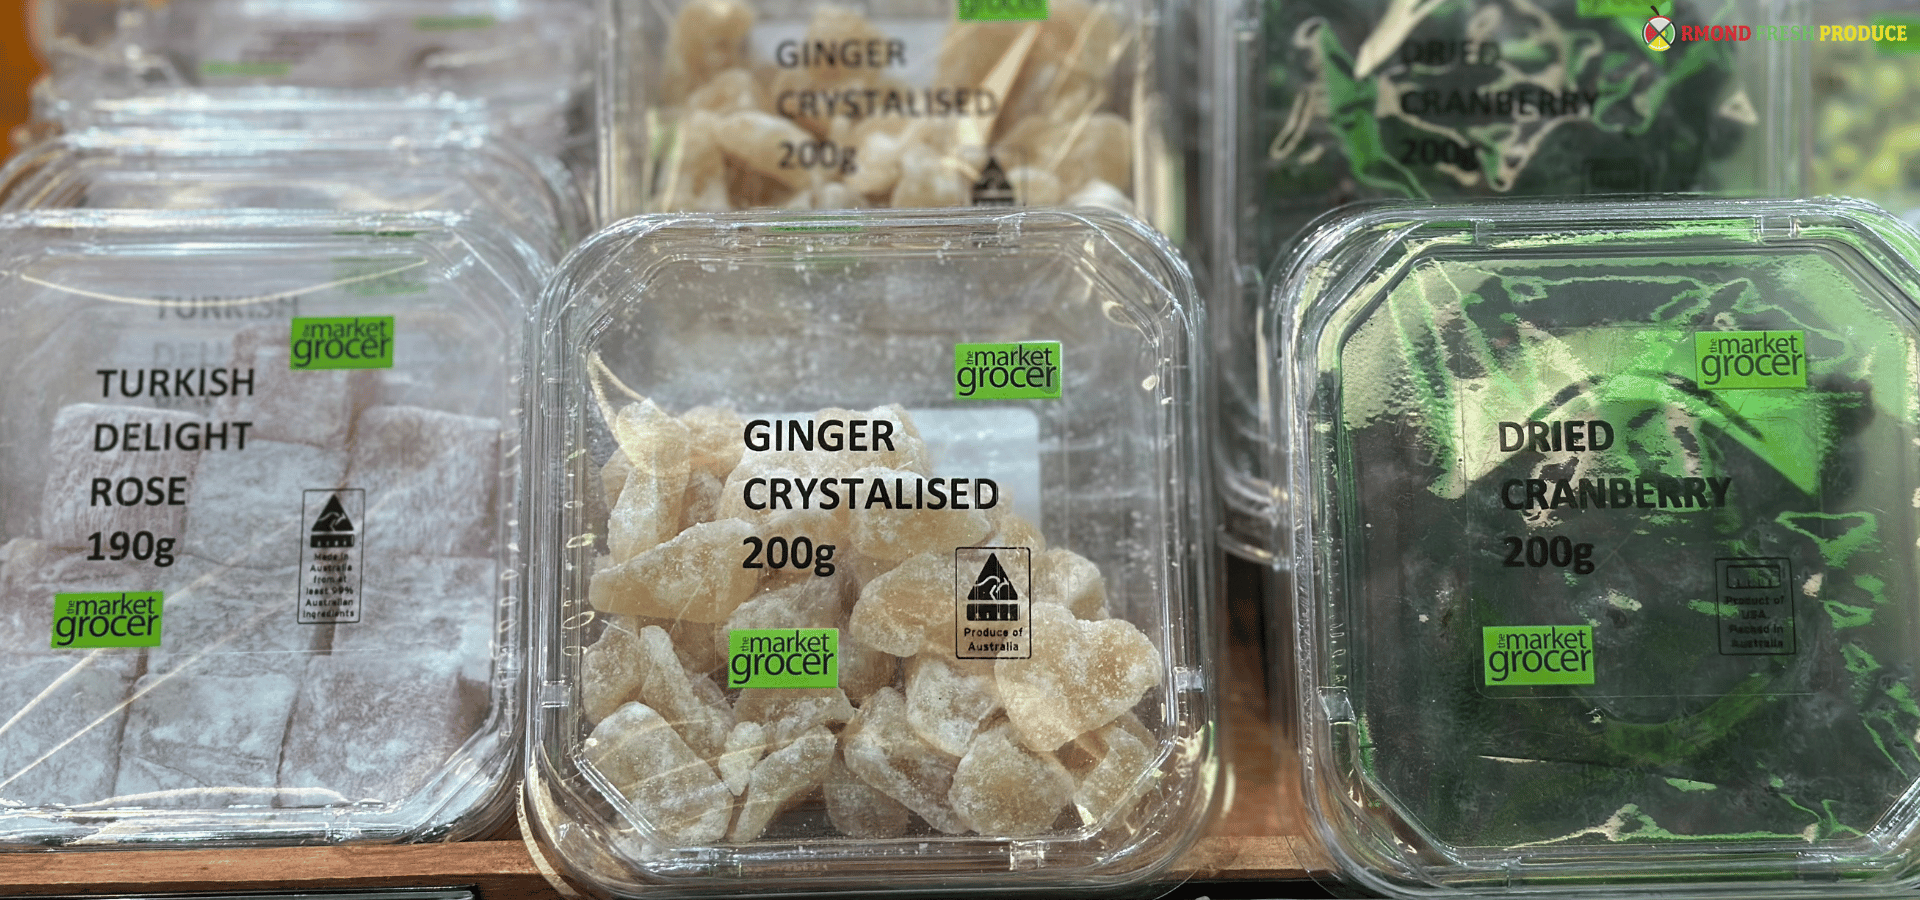 GINGER
CRYSTALISED
200g
DRIED
CRANBERRY
200g
RMOND FRESH PRODUCE
TURKISH
the market
grocer
TURKISH
DELIGHT
ROSE
190g
Made in
Australia
from at
least 99%
Australian
Ingredients
the market
grocer
the market
grocer
GINGER
CRYSTALISED
200g
Produce of
Australia
the market
grocer
the market
grocer
DRIED
CRANBERRY
200g
Product of
USA
Packed in
Australia
the market
grocer